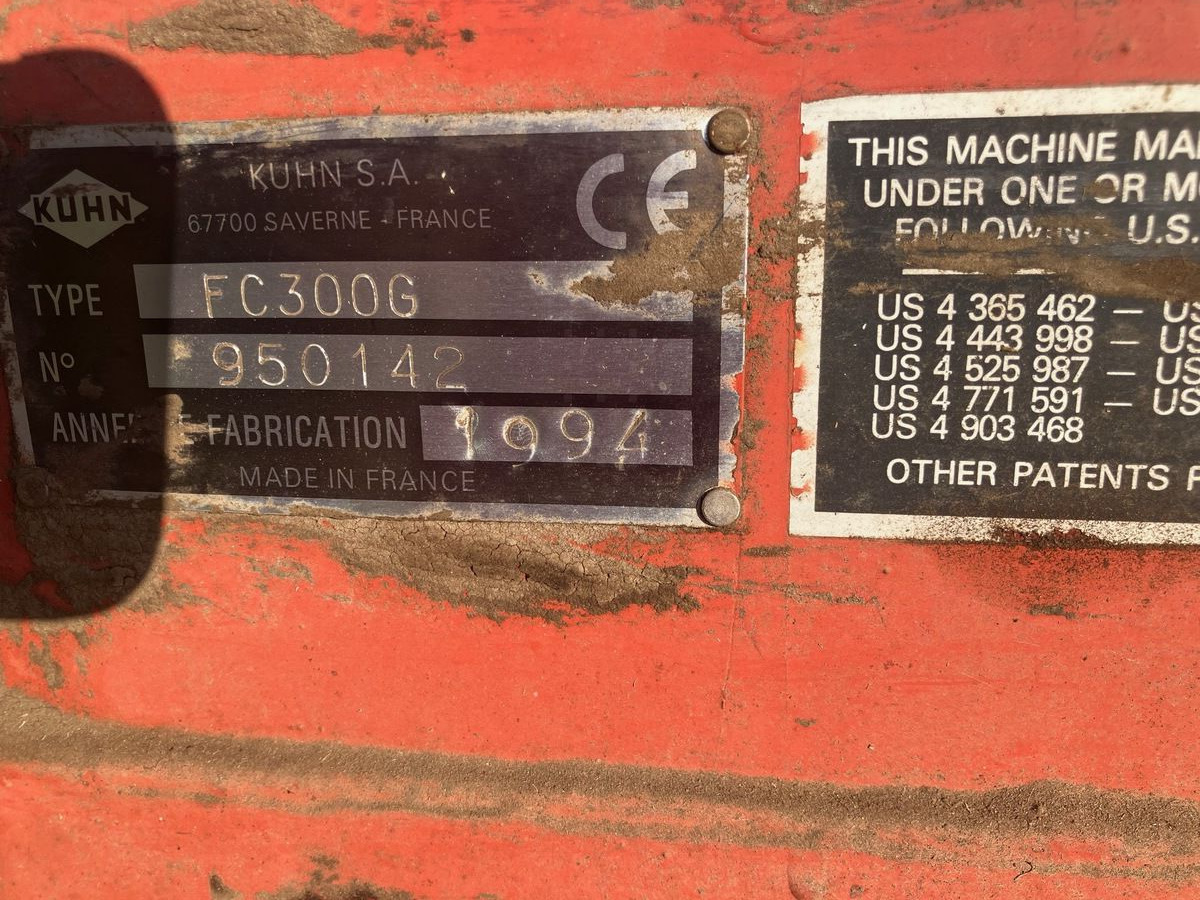 KUHN
KUHN S.A.
67700 SAVERNE - FRANCE
CE
TYPE FC300G
Nº 950142
FABRICATION 1994
MADE IN FRANCE
THIS MACHINE
UNDER ONE OR
U.S.
US 4 365 462 — US
US 4 443 998 — US
US 4 525 987 — US
US 4 771 591 — US
US 4 903 468
OTHER PATENTS